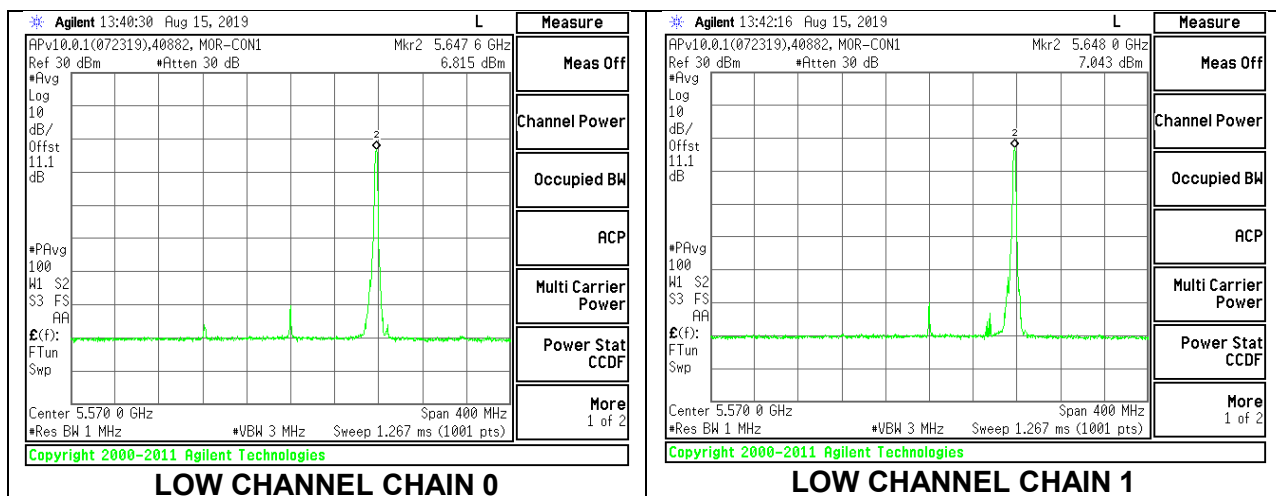 Agilent 13:40:30 Aug 15, 2019 L
APv10.0.1(072319),40882, MOR-CON1 Mkr2 5.647 6 GHz
Ref 30 dBm #Atten 30 dB 6.815 dBm
#Avg
Log
10
dB/
Offst
11.1
dB
2
#PAvg
100
W1 S2
S3 FS
AA
£(f):
FTun
Swp
Center 5.570 0 GHz Span 400 MHz
#Res BW 1 MHz #VBW 3 MHz Sweep 1.267 ms (1001 pts)
Copyright 2000-2011 Agilent Technologies
Measure
Meas Off
Channel Power
Occupied BW
ACP
Multi Carrier
Power
Power Stat
CCDF
More
1 of 2
LOW CHANNEL CHAIN 0
Agilent 13:42:16 Aug 15, 2019 L
APv10.0.1(072319),40882, MOR-CON1 Mkr2 5.648 0 GHz
Ref 30 dBm #Atten 30 dB 7.043 dBm
#Avg
Log
10
dB/
Offst
11.1
dB
2
#PAvg
100
W1 S2
S3 FS
AA
£(f):
FTun
Swp
Center 5.570 0 GHz Span 400 MHz
#Res BW 1 MHz #VBW 3 MHz Sweep 1.267 ms (1001 pts)
Copyright 2000-2011 Agilent Technologies
Measure
Meas Off
Channel Power
Occupied BW
ACP
Multi Carrier
Power
Power Stat
CCDF
More
1 of 2
LOW CHANNEL CHAIN 1